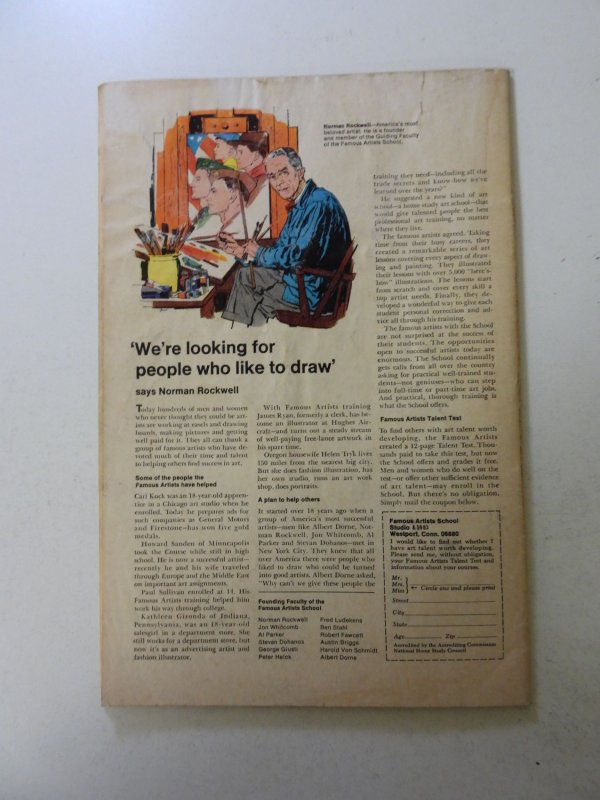 Norman Rockwell—America's most
beloved artist. He is a founder
and member of the Guiding Faculty
of the Famous Artists School.
'We're looking for
people who like to draw'
says Norman Rockwell
Today hundreds of men and women
who never thought they could be art-
ists are working at easels and drawing
boards, making pictures and getting
well paid for it. They all can thank a
group of famous artists who have de-
voted much of their time and talent
to helping others find success in art.
Some of the people the
Famous Artists have helped
Carl Kock was an 18-year-old appren-
tice in a Chicago art studio when he
enrolled. Today he prepares ads for
such companies as General Motors
and Firestone—has won five gold
medals.
Howard Sanden of Minneapolis
took the Course while still in high
school. He is now a successful artist—
recently he and his wife traveled
through Europe and the Middle East
on important art assignments.
Paul Sullivan enrolled at 14. His
Famous Artists training helped him
work his way through college.
Kathleen Gironda of Indiana,
Pennsylvania, was an 18-year-old
salesgirl in a department store. She
still works for a department store, but
now it's as an advertising artist and
fashion illustrator.
With Famous Artists training
James Ryan, formerly a clerk, has be-
come an illustrator at Hughes Air-
craft—and turns out a steady stream
of well-paying free-lance artwork in
his spare time.
Oregon housewife Helen Tryk lives
150 miles from the nearest big city.
But she does fashion illustration, has
her own studio, runs an art work
shop, does portraits.
A plan to help others
It started over 18 years ago when a
group of America's most successful
artists—men like Albert Dorne, Nor-
man Rockwell, Jon Whitcomb, Al
Parker and Stevan Dohanos—met in
New York City. They knew that all
over America there were people who
liked to draw who could be turned
into good artists. Albert Dorne asked,
"Why can't we give these people the
Founding Faculty of the
Famous Artists School
Norman Rockwell
Jon Whitcomb
Al Parker
Stevan Dohanos
George Giusti
Peter Helck
Fred Ludekens
Ben Stahl
Robert Fawcett
Austin Briggs
Harold Von Schmidt
Albert Dorne
training they need—including all the
trade secrets and know-how we've
learned over the years?"
He suggested a new kind of art
school—a home study art school—that
would give talented people the best
professional art training, no matter
where they live.
The famous artists agreed. Taking
time from their busy careers, they
created a remarkable series of art
lessons covering every aspect of draw-
ing and painting. They illustrated
their lessons with over 5,000 "here's
how" illustrations. The lessons start
from scratch and cover every skill a
top artist needs. Finally, they de-
veloped a wonderful way to give each
student personal correction and ad-
vice all through his training.
The famous artists with the School
are not surprised at the success of
their students. The opportunities
open to successful artists today are
enormous. The School continually
gets calls from all over the country
asking for practical well-trained stu-
dents—not geniuses—who can step
into full-time or part-time art jobs.
And practical, thorough training is
what the School offers.
Famous Artists Talent Test
To find others with art talent worth
developing, the Famous Artists
created a 12-page Talent Test. Thou-
sands paid to take this test, but now
the School offers and grades it free.
Men and women who do well on the
test—or offer other sufficient evidence
of art talent—may enroll in the
School. But there's no obligation.
Simply mail the coupon below.
Famous Artists School
Studio
Westport, Conn. 06880
I would like to find out whether I
have art talent worth developing.
Please send me, without obligation,
your Famous Artists Talent Test and
information about your courses.
Mr.
Mrs.
Miss
← Circle one and please print
Street
City
State
Age Zip
Accredited by the Accrediting Commission
National Home Study Council